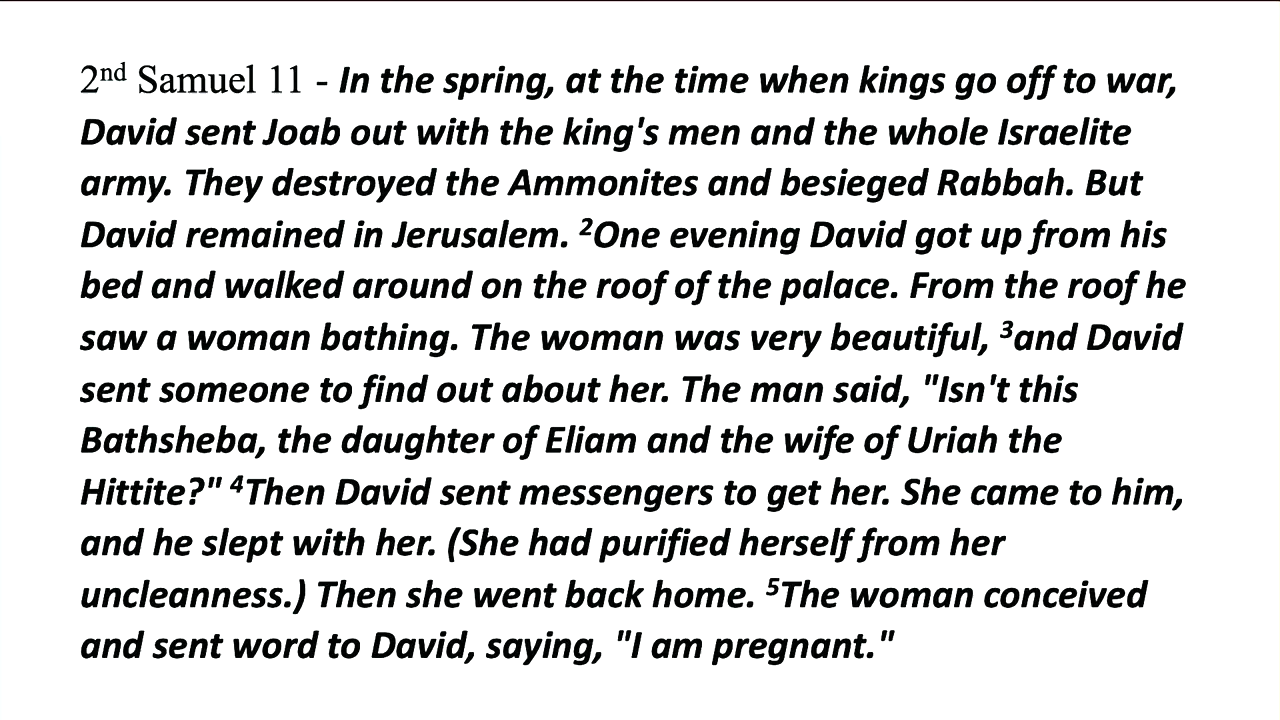 2nd Samuel 11 - In the spring, at the time when kings go off to war,
David sent Joab out with the king's men and the whole Israelite
army. They destroyed the Ammonites and besieged Rabbah. But
David remained in Jerusalem. 2One evening David got up from his
bed and walked around on the roof of the palace. From the roof he
saw a woman bathing. The woman was very beautiful, 3and David
sent someone to find out about her. The man said, "Isn't this
Bathsheba, the daughter of Eliam and the wife of Uriah the
Hittite?" 4Then David sent messengers to get her. She came to him,
and he slept with her. (She had purified herself from her
uncleanness.) Then she went back home. 5The woman conceived
and sent word to David, saying, "I am pregnant."